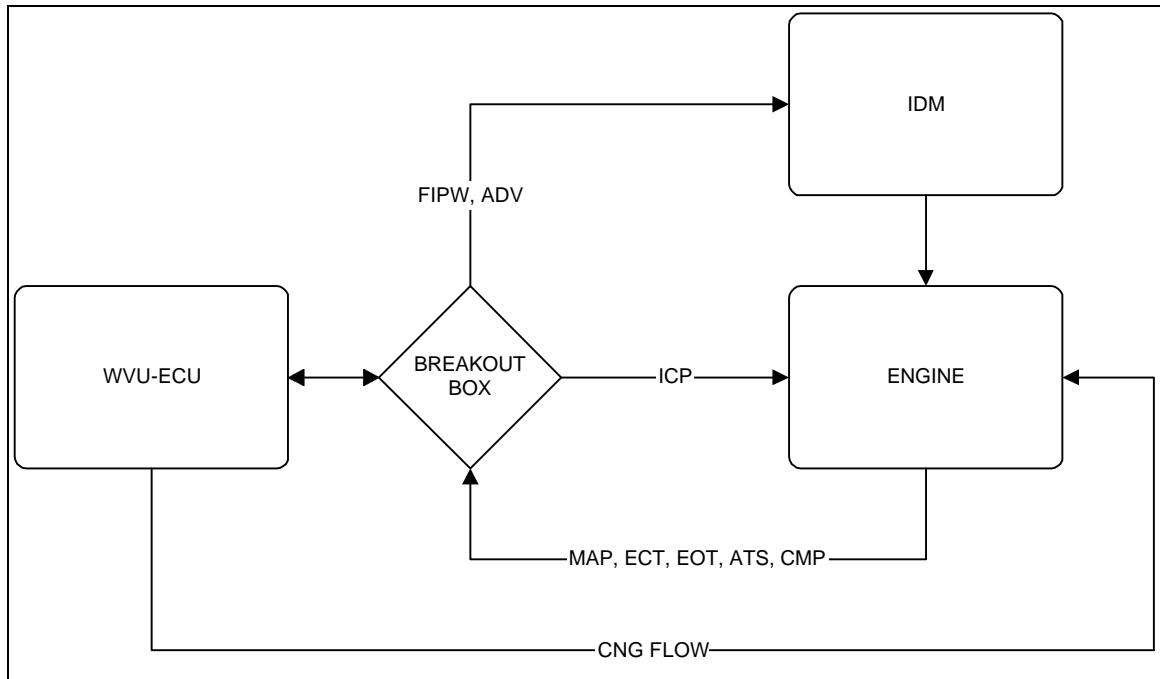 IDM
FIPW, ADV
WVU-ECU
BREAKOUT
BOX
ICP
ENGINE
MAP, ECT, EOT, ATS, CMP
CNG FLOW